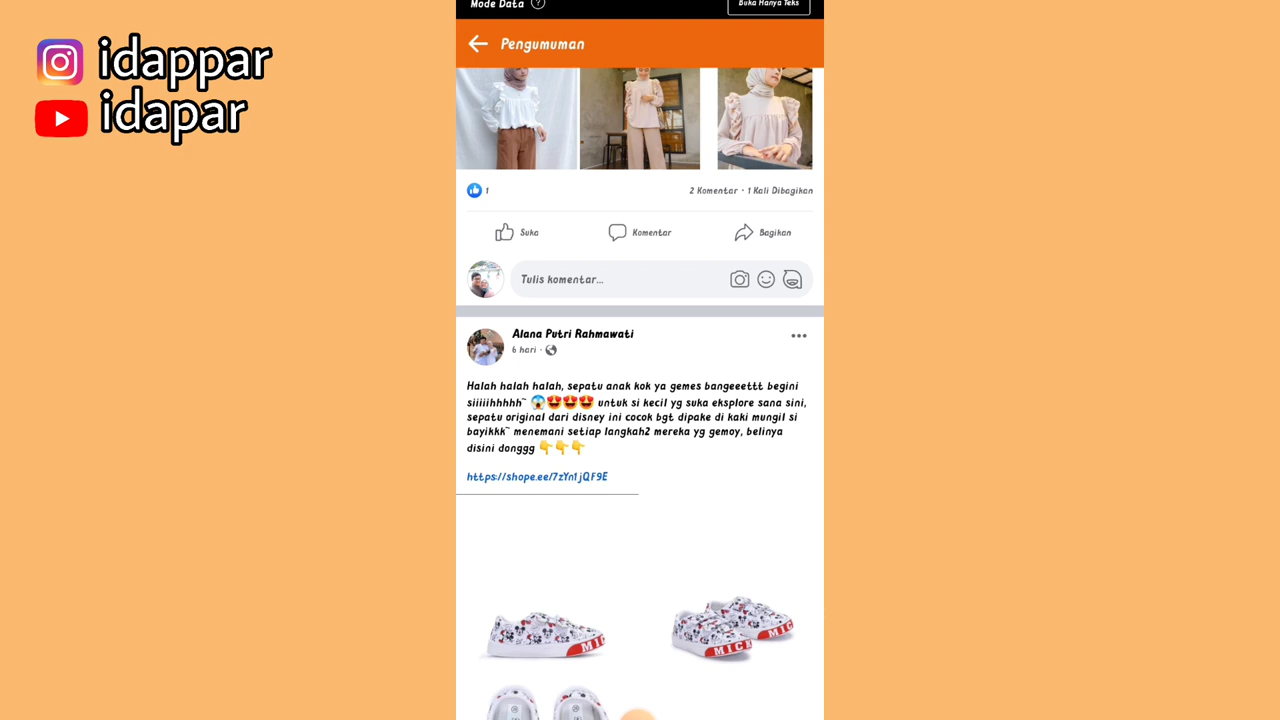 idappar
idapar
Mode Data ?
Buka Hanya Teks
Pengumuman
1
2 Komentar • 1 Kali Dibagikan
Suka
Komentar
Bagikan
Tulis komentar...
Alana Putri Rahmawati
6 hari
Halah halah halah, sepatu anak kok ya gemes bangeeettt begini
siiiiihhhhh~ 😱😍😍😍 untuk si kecil yg suka eksplore sana sini,
sepatu original dari disney ini cocok bgt dipake di kaki mungil si
bayikkk~ menemani setiap langkah2 mereka yg gemoy, belinya
disini donggg 👇👇👇
https://shope.ee/7zYn1jQF9E
MIC
MICK
MIC